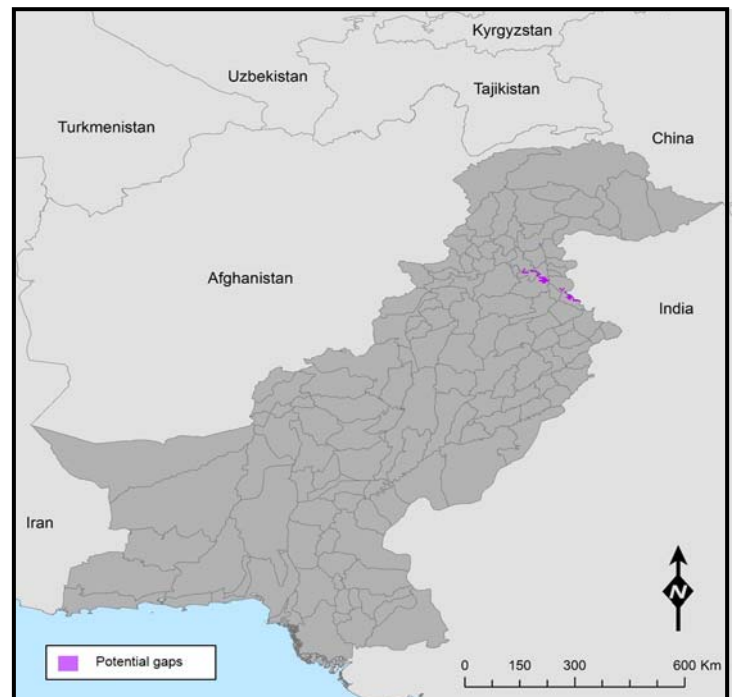 Kyrgyzstan
Uzbekistan
Tajikistan
Turkmenistan
China
Afghanistan
India
Iran
N
Potential gaps
0 150 300 600 Km